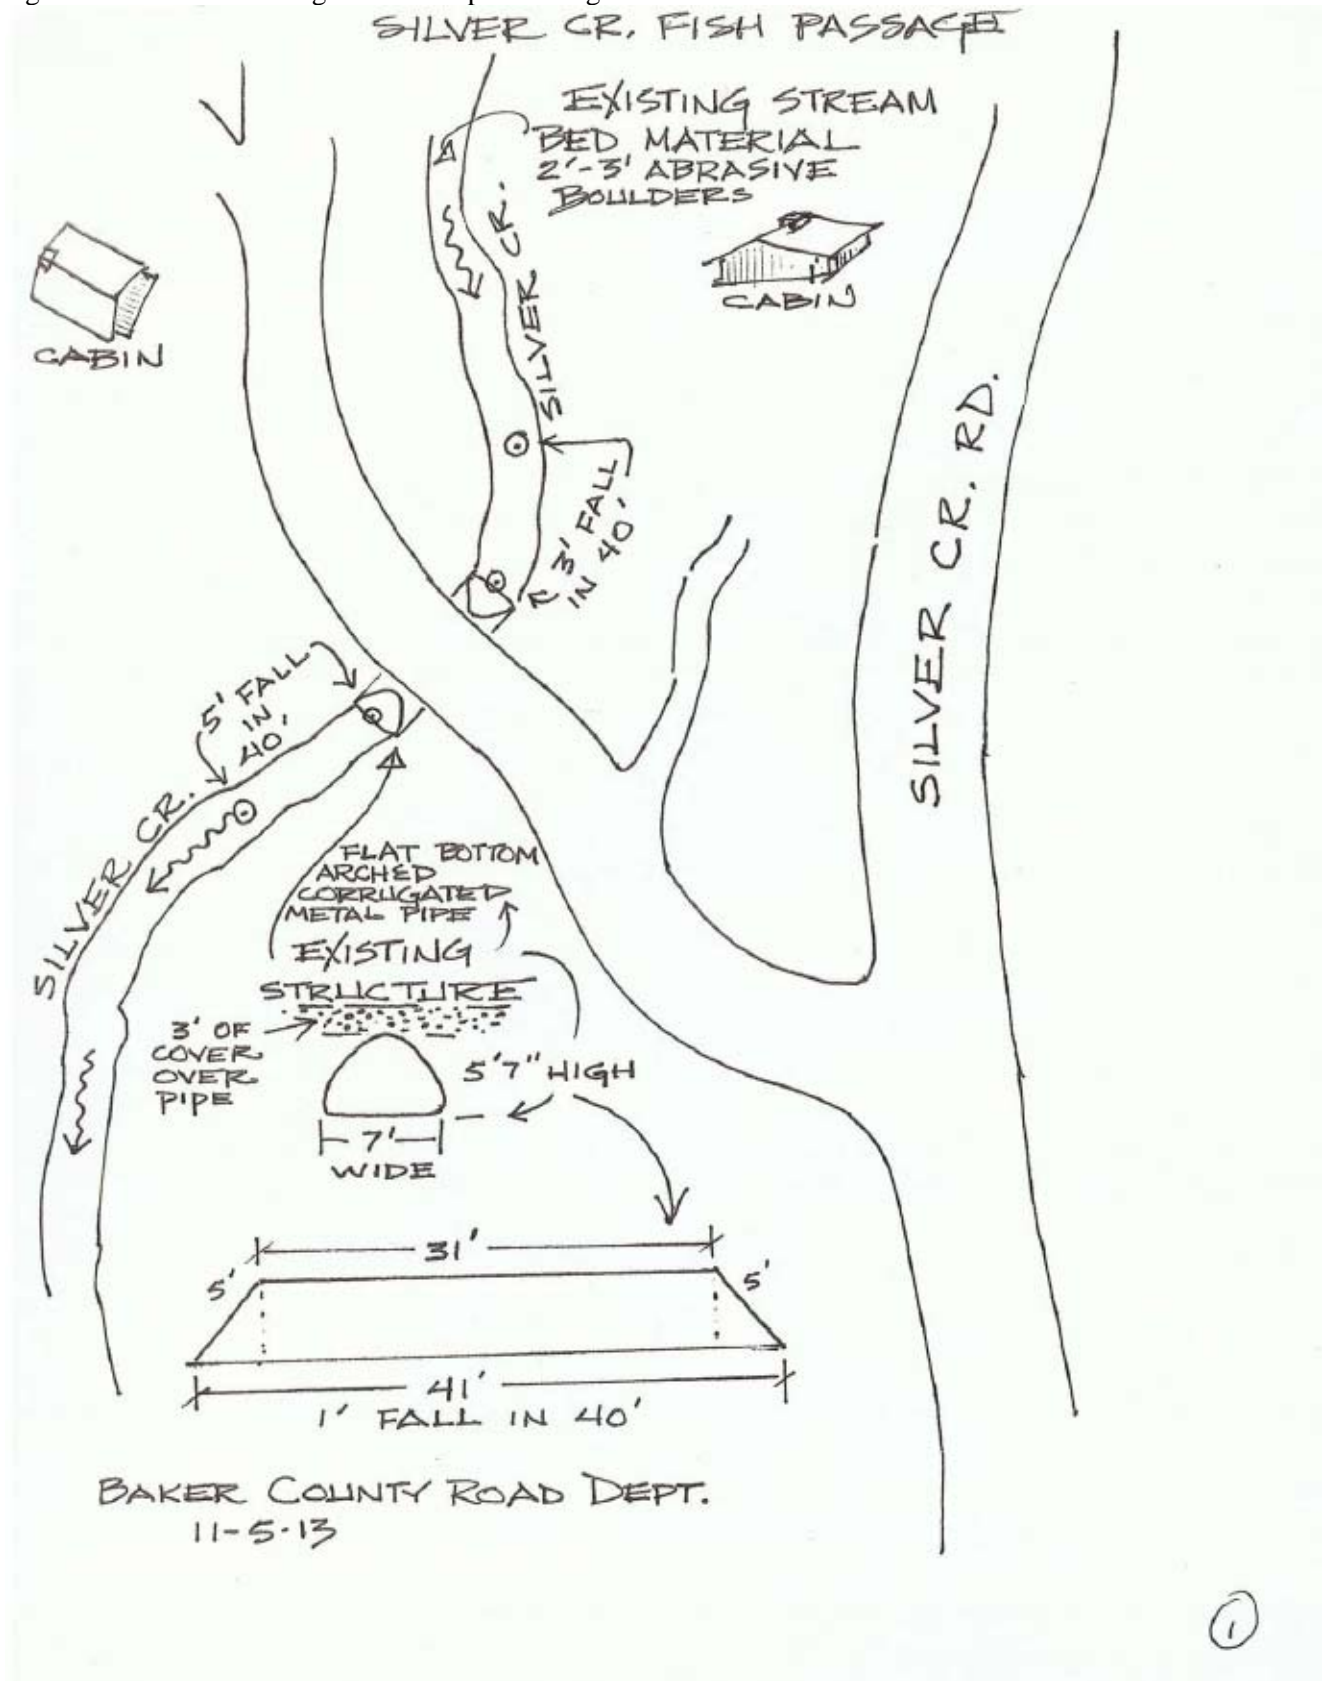 SILVER CR. FISH PASSAGE
EXISTING STREAM
BED MATERIAL
2'-3' ABRASIVE
BOULDERS
SILVER CR.
CABIN
CABIN
3' FALL
IN 40'
SILVER CR. RD.
5' FALL
IN
40'
SILVER CR.
FLAT BOTTOM
ARCHED
CORRUGATED
METAL PIPE
EXISTING
STRUCTURE
3' OF
COVER
OVER
PIPE
5'7" HIGH
7'
WIDE
31'
5'
5'
41'
1' FALL IN 40'
BAKER COUNTY ROAD DEPT.
11-5-13
1